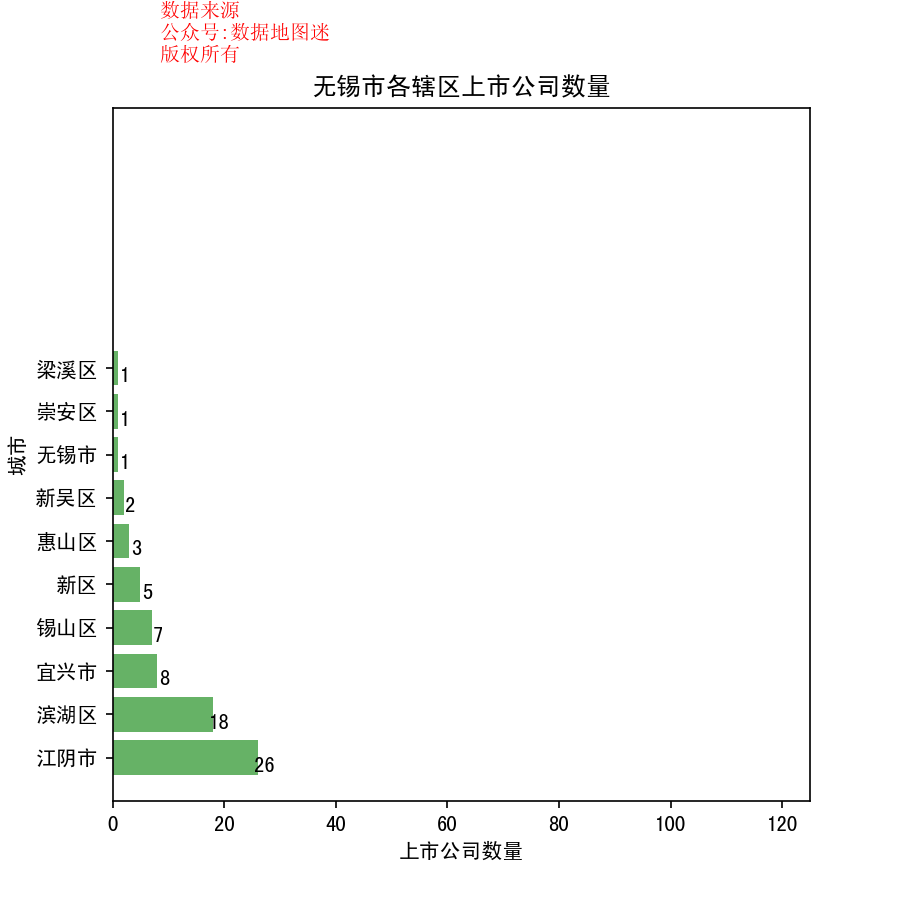 数据来源
公众号:数据地图迷
版权所有
无锡市各辖区上市公司数量
城市
梁溪区 1
崇安区 1
无锡市 1
新吴区 2
惠山区 3
新区 5
锡山区 7
宜兴市 8
滨湖区 18
江阴市 26
0 20 40 60 80 100 120
上市公司数量